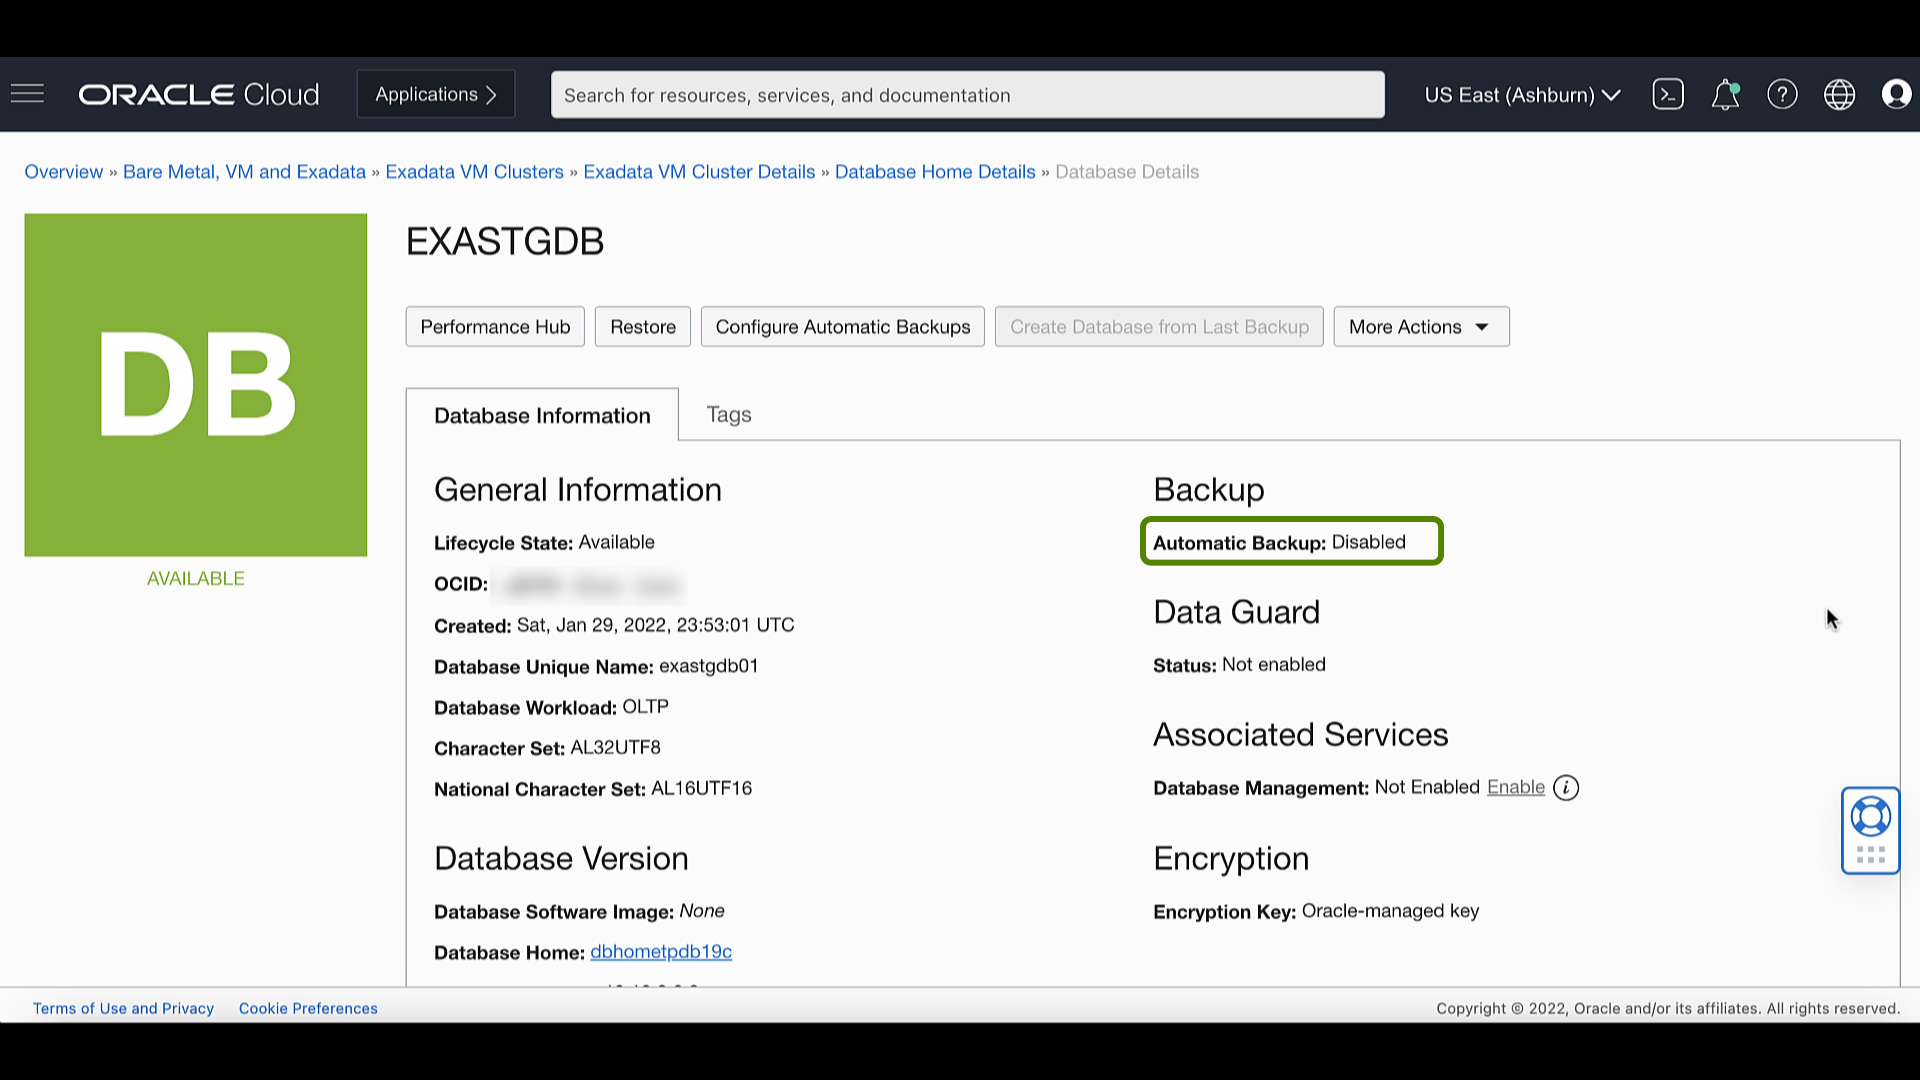 ORACLE Cloud
Applications
Search for resources, services, and documentation
US East (Ashburn)
Overview » Bare Metal, VM and Exadata » Exadata VM Clusters » Exadata VM Cluster Details » Database Home Details » Database Details
DB
AVAILABLE
EXASTGDB
Performance Hub
Restore
Configure Automatic Backups
Create Database from Last Backup
More Actions
Database Information
Tags
General Information
Lifecycle State: Available
OCID:
Created: Sat, Jan 29, 2022, 23:53:01 UTC
Database Unique Name: exastgdb01
Database Workload: OLTP
Character Set: AL32UTF8
National Character Set: AL16UTF16
Database Version
Database Software Image: None
Database Home: dbhometpdb19c
Backup
Automatic Backup: Disabled
Data Guard
Status: Not enabled
Associated Services
Database Management: Not Enabled Enable
Encryption
Encryption Key: Oracle-managed key
Terms of Use and Privacy
Cookie Preferences
Copyright © 2022, Oracle and/or its affiliates. All rights reserved.